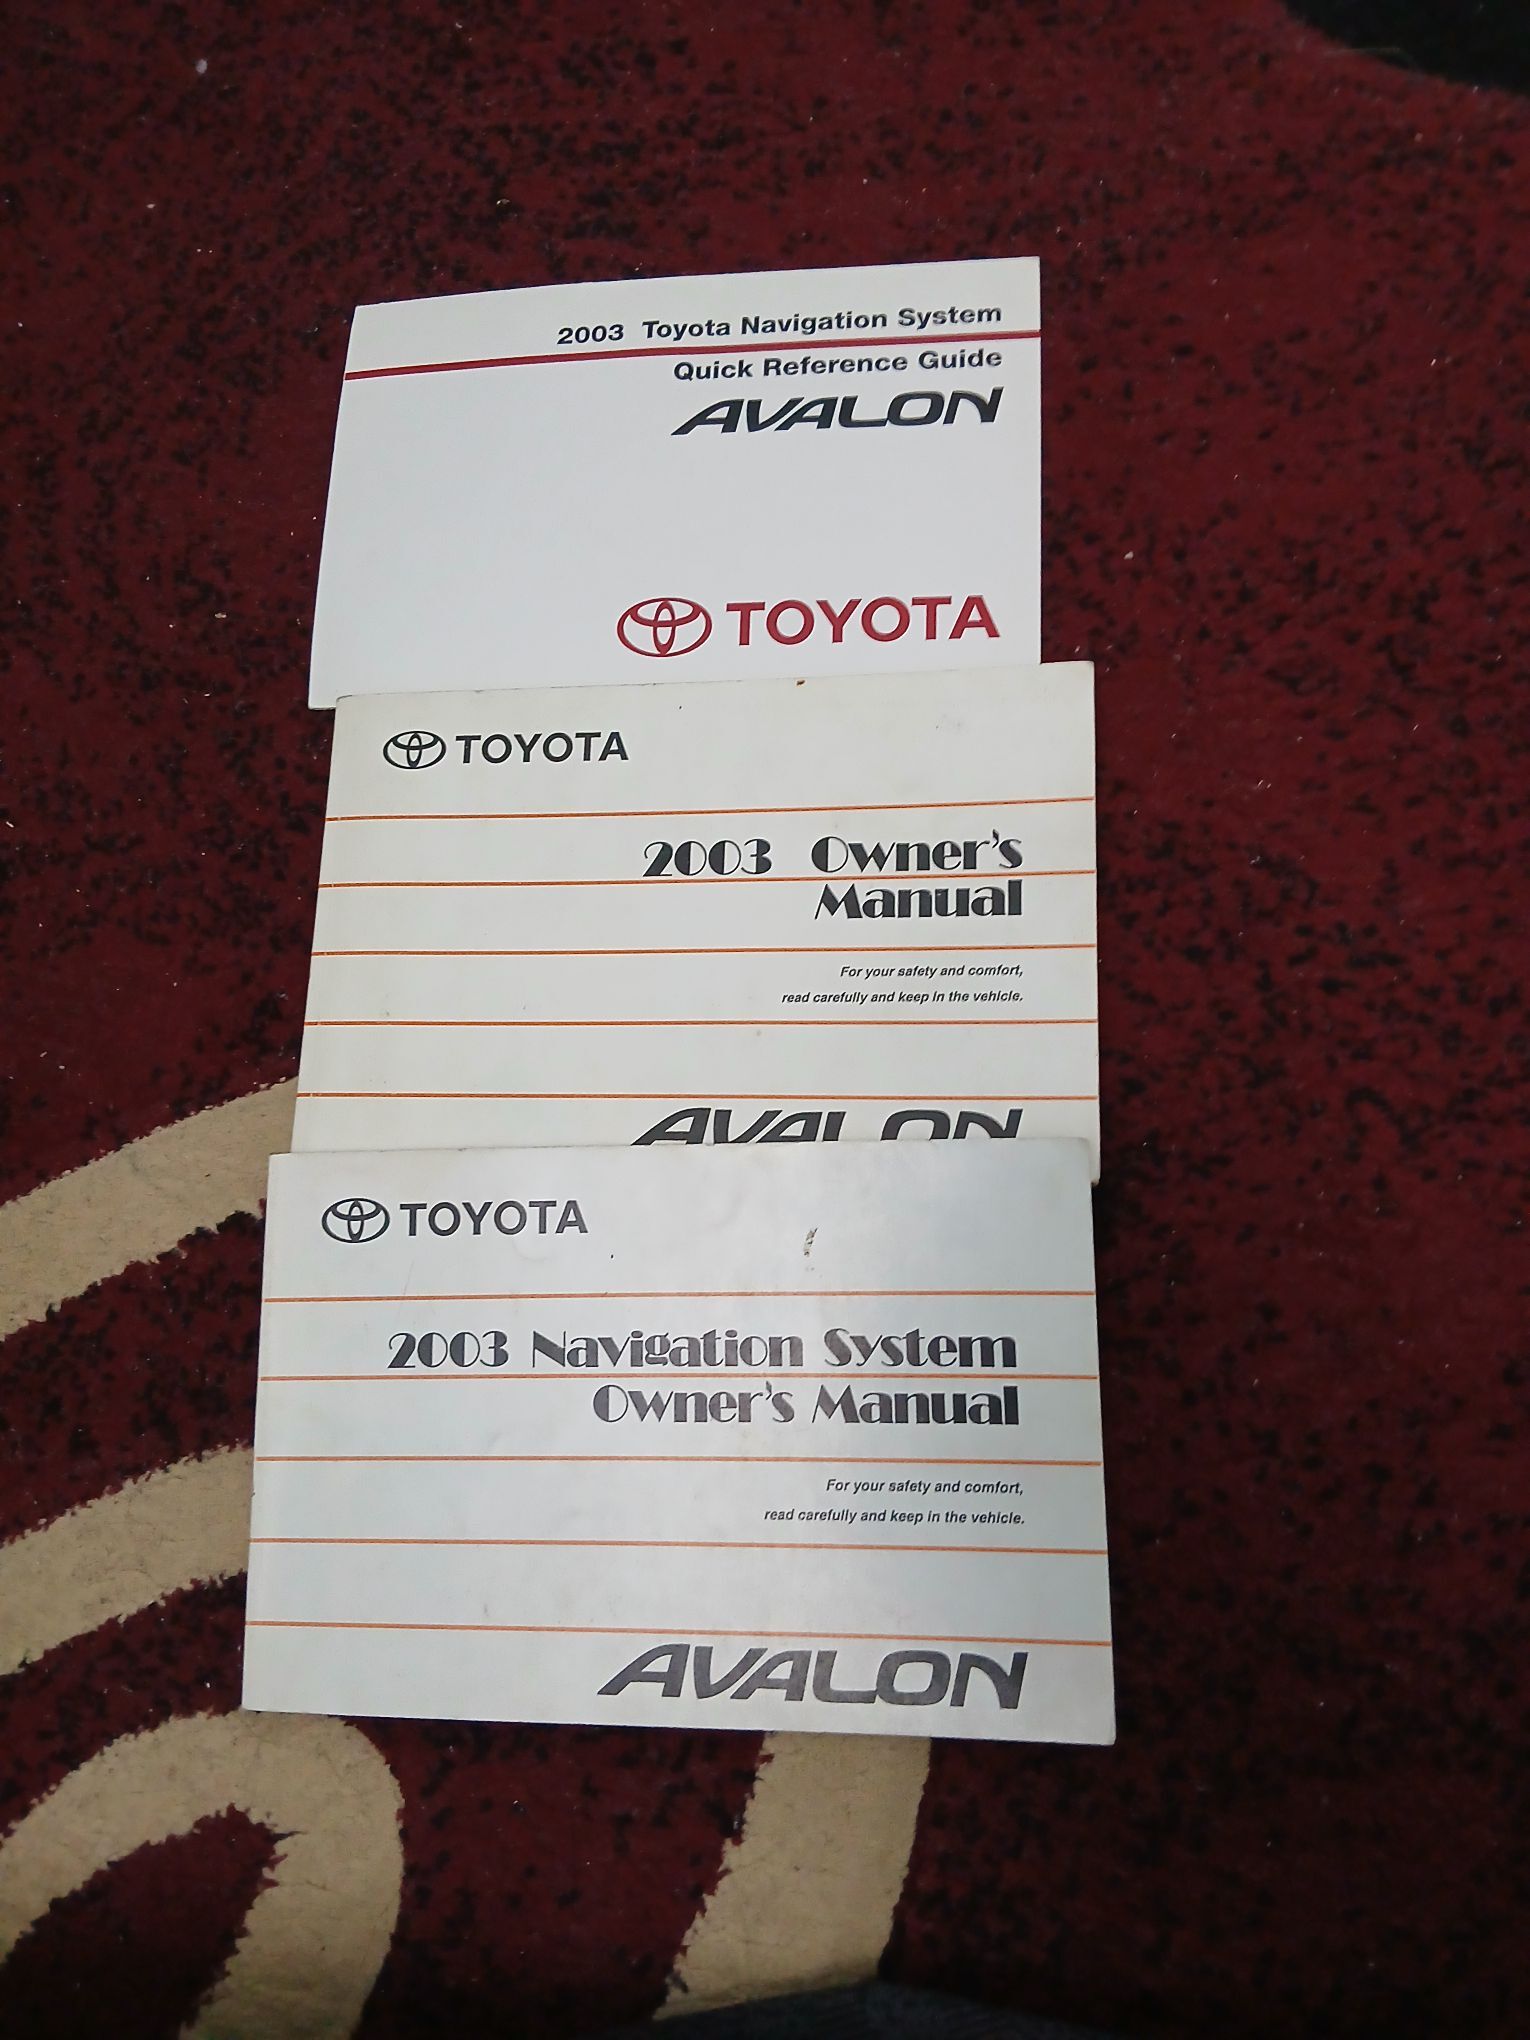 2003 Toyota Navigation System
Quick Reference Guide
AVALON
TOYOTA
TOYOTA
2003 Owner's
Manual
For your safety and comfort,
read carefully and keep in the vehicle.
AVALON
TOYOTA
2003 Navigation System
Owner's Manual
For your safety and comfort,
read carefully and keep in the vehicle.
AVALON